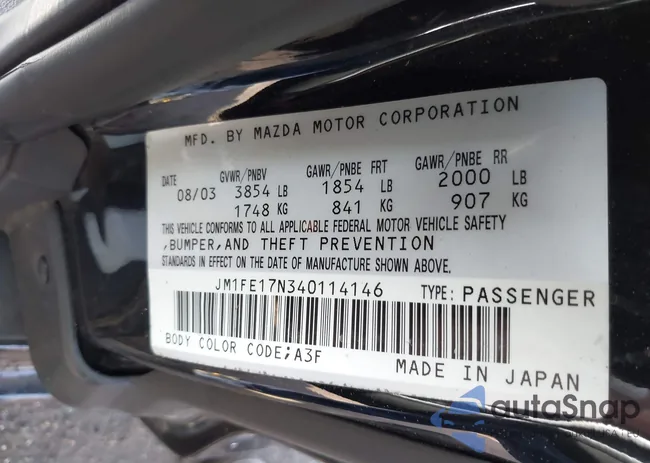 MFD. BY MAZDA MOTOR CORPORATION
DATE GVWR/PNBV GAWR/PNBE FRT GAWR/PNBE RR
08/03 3854 LB 1854 LB 2000 LB
1748 KG 841 KG 907 KG
THIS VEHICLE CONFORMS TO ALL APPLICABLE FEDERAL MOTOR VEHICLE SAFETY
,BUMPER,AND THEFT PREVENTION
STANDARDS IN EFFECT ON THE DATE OF MANUFACTURE SHOWN ABOVE.
JM1FE17N340114146 TYPE: PASSENGER
BODY COLOR CODE;A3F
MADE IN JAPAN
autaSnap